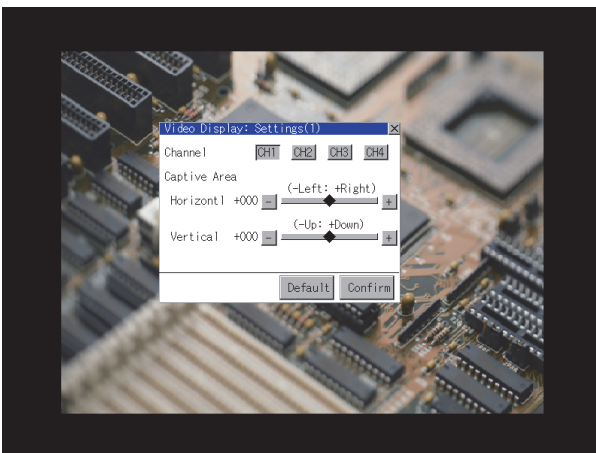 Video Display: Settings(1) ×
Channel CH1 CH2 CH3 CH4
Captive Area
(-Left: +Right)
Horizontl +000 - +
(-Up: +Down)
Vertical +000 - +
Default Confirm